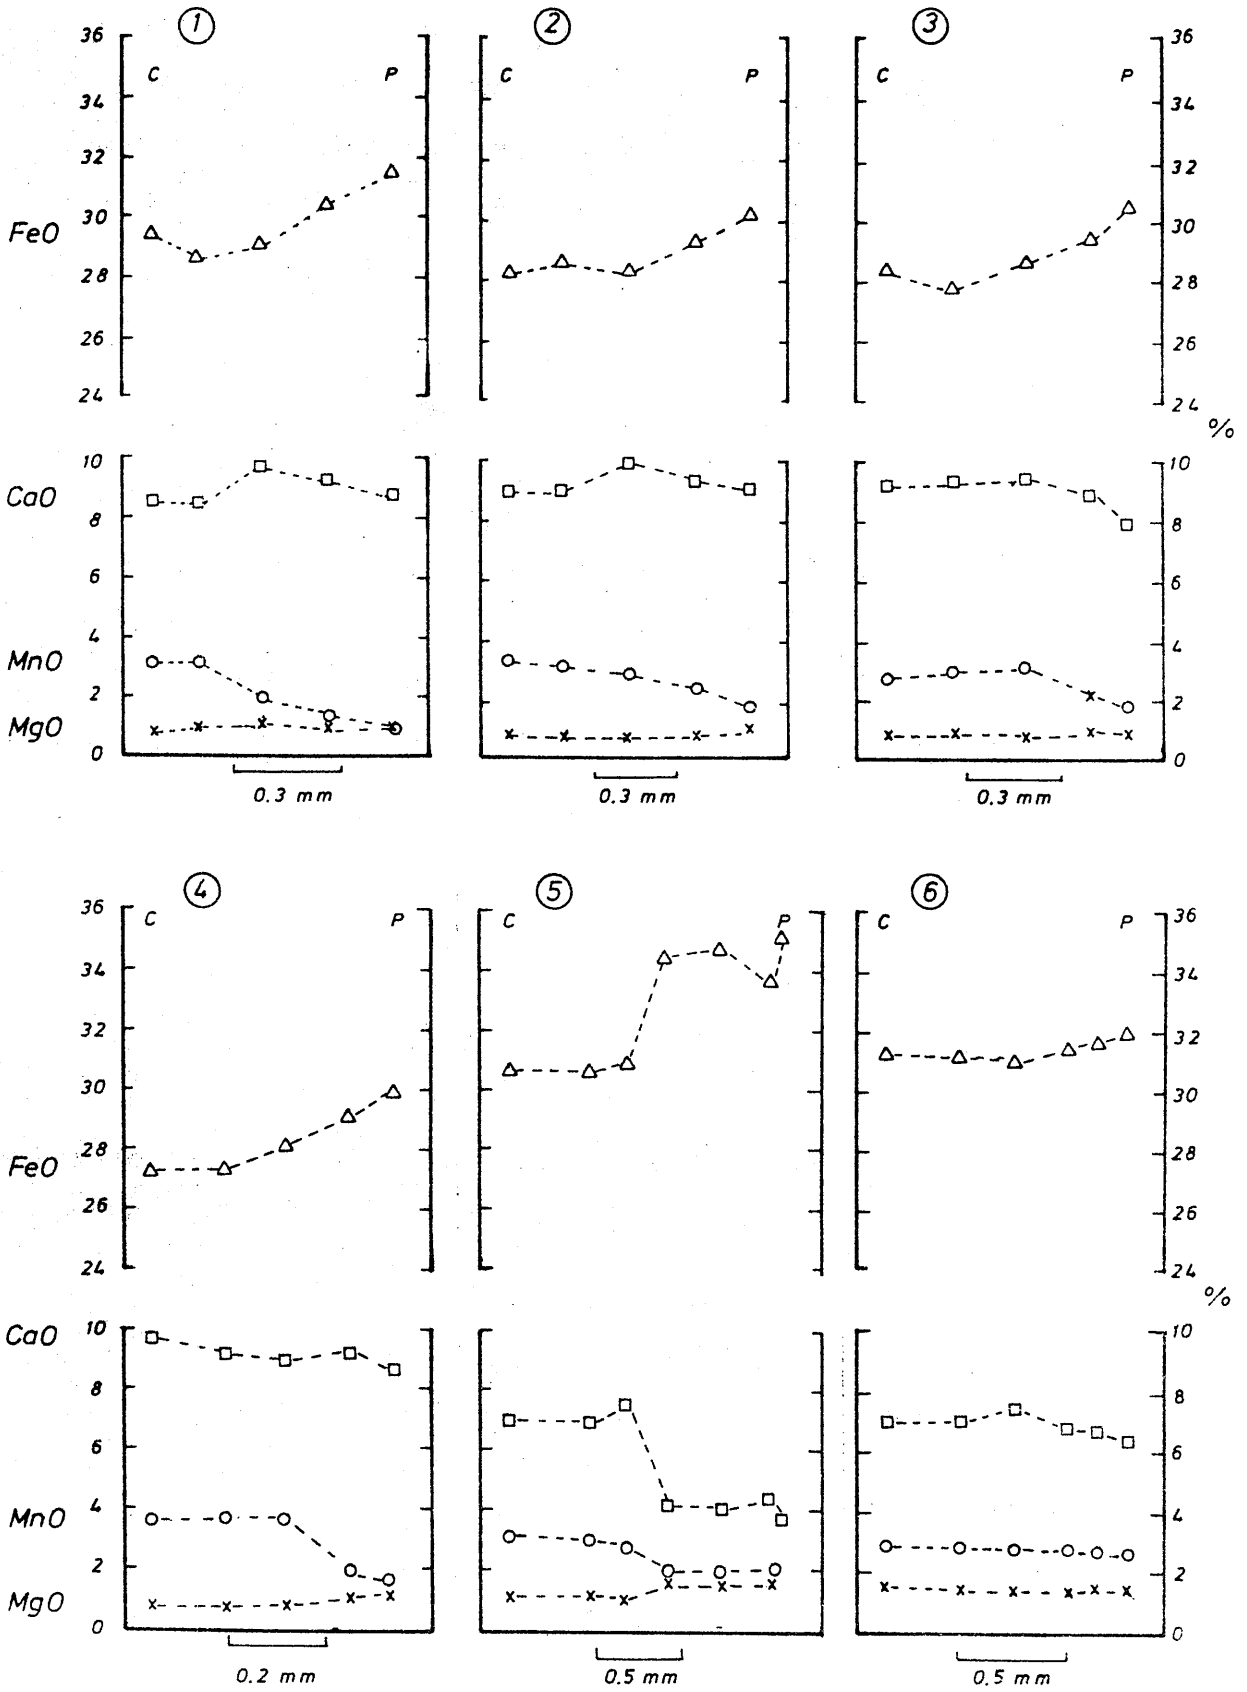 1 2 3
36 36
C P C P C P
34 34
32 32
30 30
FeO
28 28
26 26
24 24
%
10 10
CaO
8 8
6 6
4 4
MnO
2 2
MgO
0 0
0.3 mm 0.3 mm 0.3 mm
4 5 6
36 36
C P C P C P
34 34
32 32
30 30
28 28
FeO
26 26
24 24
%
CaO 10 10
8 8
6 6
MnO 4 4
2 2
MgO
0 0
0.2 mm 0.5 mm 0.5 mm